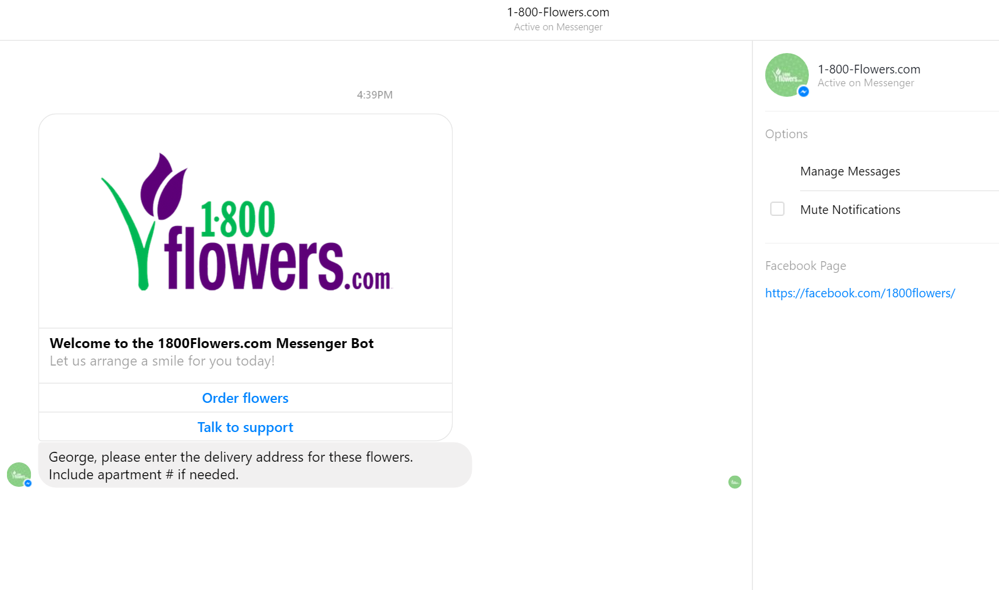 1-800-Flowers.com
Active on Messenger
4:39PM
1·800
flowers.com
Welcome to the 1800Flowers.com Messenger Bot
Let us arrange a smile for you today!
Order flowers
Talk to support
George, please enter the delivery address for these flowers.
Include apartment # if needed.
1-800-Flowers.com
Active on Messenger
Options
Manage Messages
Mute Notifications
Facebook Page
https://facebook.com/1800flowers/